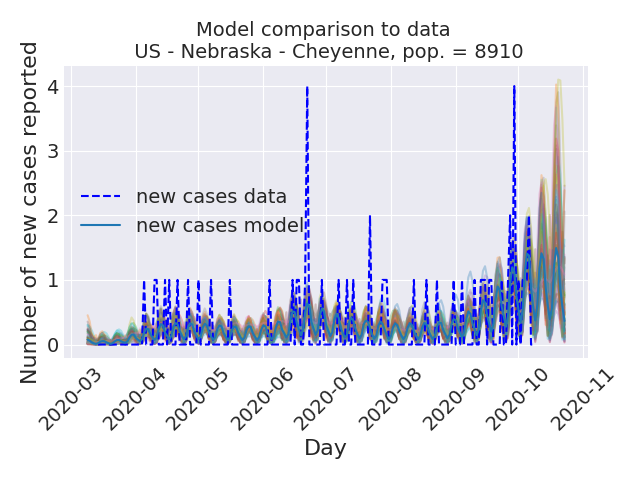 Model comparison to data
US - Nebraska - Cheyenne, pop. = 8910
Number of new cases reported
4
3
2
1
0
new cases data
new cases model
2020-03
2020-04
2020-05
2020-06
2020-07
2020-08
2020-09
2020-10
2020-11
Day